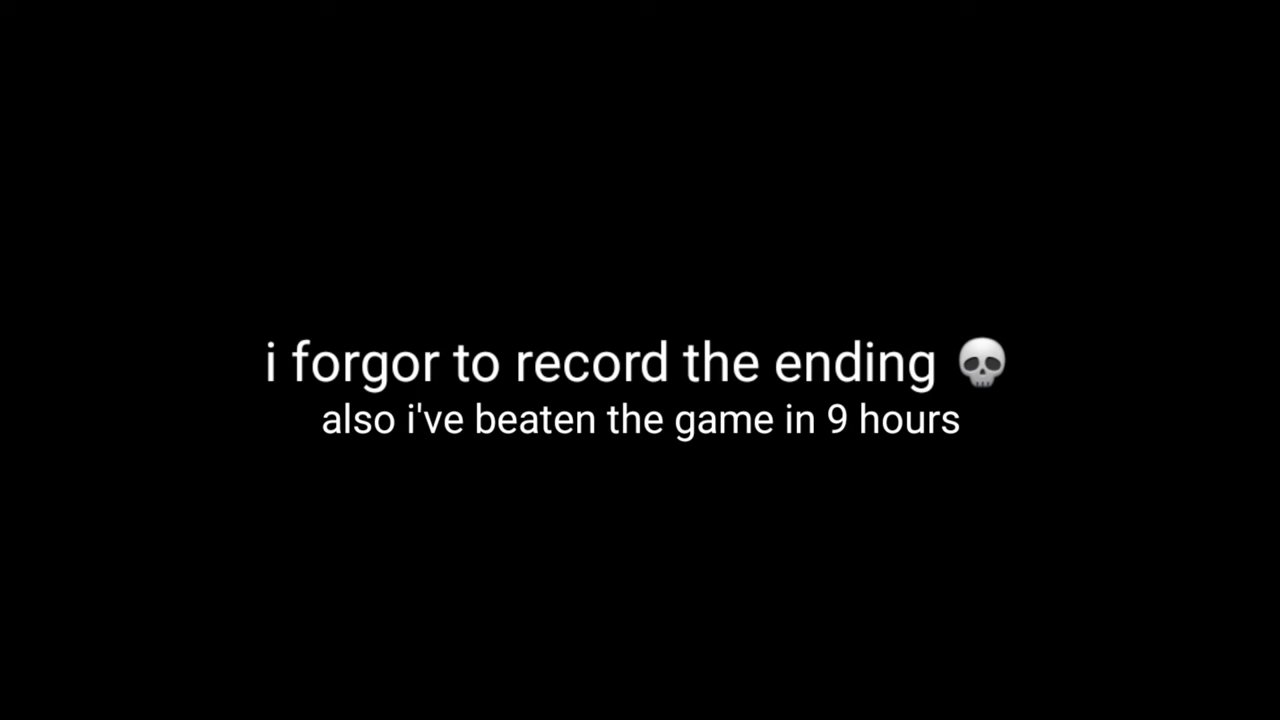 i forgor to record the ending 💀
also i've beaten the game in 9 hours